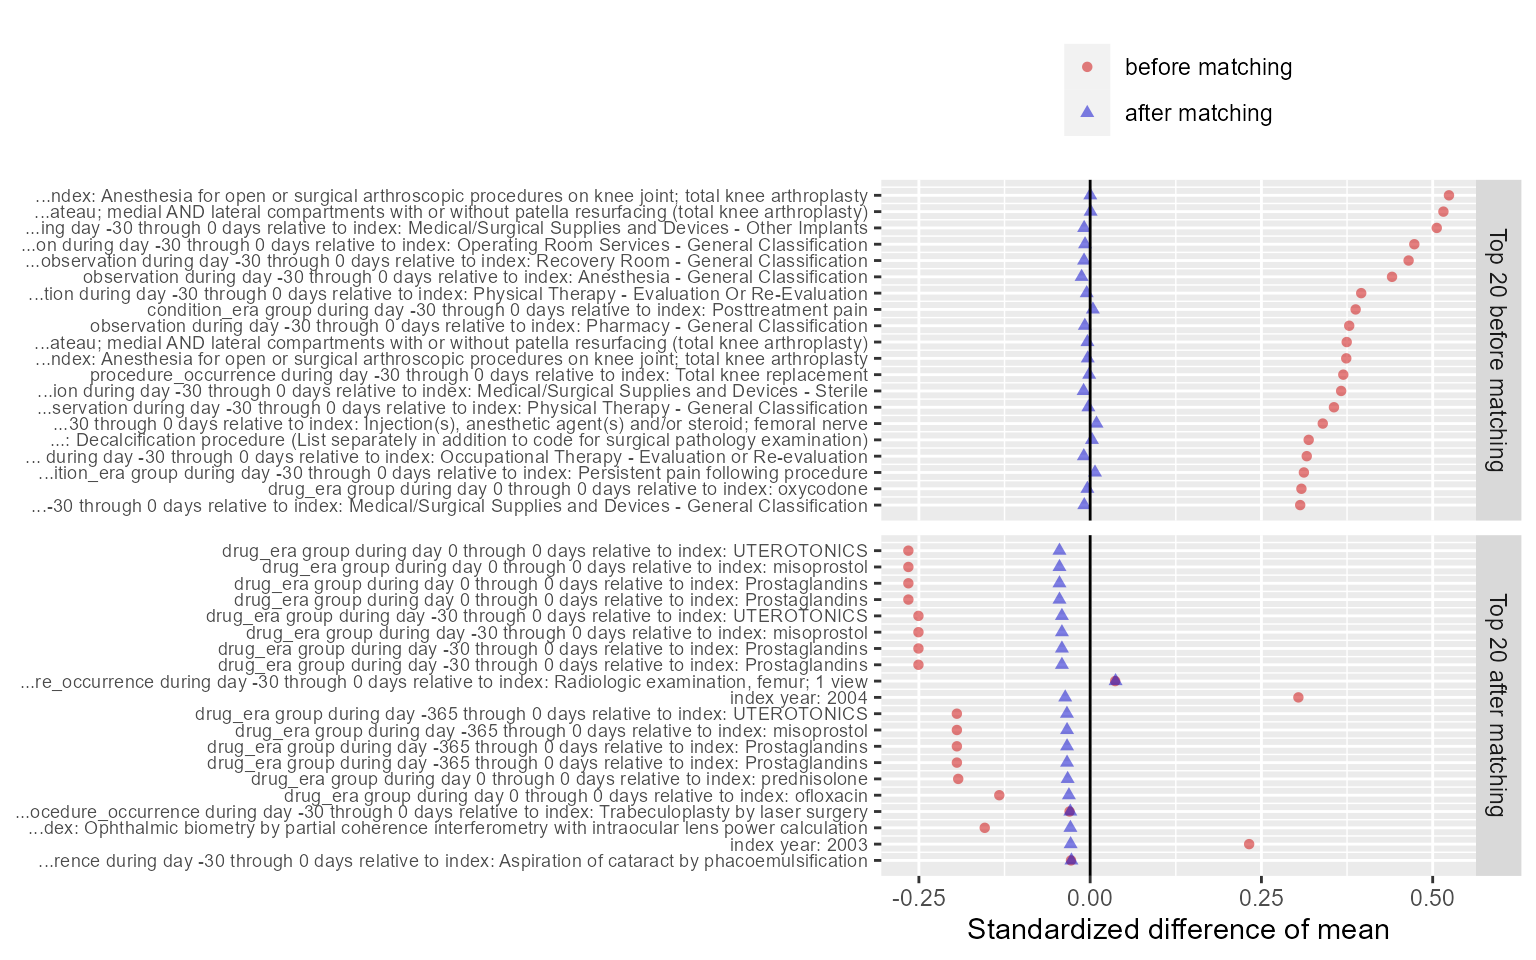 before matching
after matching
...ndex: Anesthesia for open or surgical arthroscopic procedures on knee joint; total knee arthroplasty
...ateau; medial AND lateral compartments with or without patella resurfacing (total knee arthroplasty)
...ing day -30 through 0 days relative to index: Medical/Surgical Supplies and Devices - Other Implants
...on during day -30 through 0 days relative to index: Operating Room Services - General Classification
...observation during day -30 through 0 days relative to index: Recovery Room - General Classification
observation during day -30 through 0 days relative to index: Anesthesia - General Classification
...tion during day -30 through 0 days relative to index: Physical Therapy - Evaluation Or Re-Evaluation
condition_era group during day -30 through 0 days relative to index: Posttreatment pain
observation during day -30 through 0 days relative to index: Pharmacy - General Classification
...ateau; medial AND lateral compartments with or without patella resurfacing (total knee arthroplasty)
...ndex: Anesthesia for open or surgical arthroscopic procedures on knee joint; total knee arthroplasty
procedure_occurrence during day -30 through 0 days relative to index: Total knee replacement
...ion during day -30 through 0 days relative to index: Medical/Surgical Supplies and Devices - Sterile
...servation during day -30 through 0 days relative to index: Physical Therapy - General Classification
...30 through 0 days relative to index: Injection(s), anesthetic agent(s) and/or steroid; femoral nerve
...: Decalcification procedure (List separately in addition to code for surgical pathology examination)
... during day -30 through 0 days relative to index: Occupational Therapy - Evaluation or Re-evaluation
...ition_era group during day -30 through 0 days relative to index: Persistent pain following procedure
drug_era group during day 0 through 0 days relative to index: oxycodone
...-30 through 0 days relative to index: Medical/Surgical Supplies and Devices - General Classification
Top 20 before matching
drug_era group during day 0 through 0 days relative to index: UTEROTONICS
drug_era group during day 0 through 0 days relative to index: misoprostol
drug_era group during day 0 through 0 days relative to index: Prostaglandins
drug_era group during day 0 through 0 days relative to index: Prostaglandins
drug_era group during day -30 through 0 days relative to index: UTEROTONICS
drug_era group during day -30 through 0 days relative to index: misoprostol
drug_era group during day -30 through 0 days relative to index: Prostaglandins
drug_era group during day -30 through 0 days relative to index: Prostaglandins
...re_occurrence during day -30 through 0 days relative to index: Radiologic examination, femur; 1 view
index year: 2004
drug_era group during day -365 through 0 days relative to index: UTEROTONICS
drug_era group during day -365 through 0 days relative to index: misoprostol
drug_era group during day -365 through 0 days relative to index: Prostaglandins
drug_era group during day -365 through 0 days relative to index: Prostaglandins
drug_era group during day 0 through 0 days relative to index: prednisolone
drug_era group during day 0 through 0 days relative to index: ofloxacin
...ocedure_occurrence during day -30 through 0 days relative to index: Trabeculoplasty by laser surgery
...dex: Ophthalmic biometry by partial coherence interferometry with intraocular lens power calculation
index year: 2003
...rence during day -30 through 0 days relative to index: Aspiration of cataract by phacoemulsification
Top 20 after matching
-0.25 0.00 0.25 0.50
Standardized difference of mean